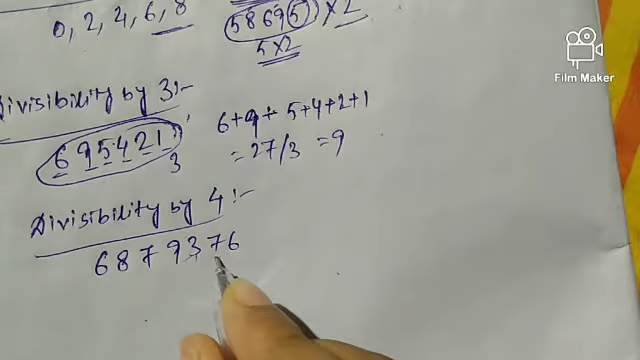 0, 2, 4, 6, 8
58695 × 2
5×2
Divisibility by 3:-
695421
3
6+9+5+4+2+1
= 27/3 = 9
Divisibility by 4:-
6879376
Film Maker